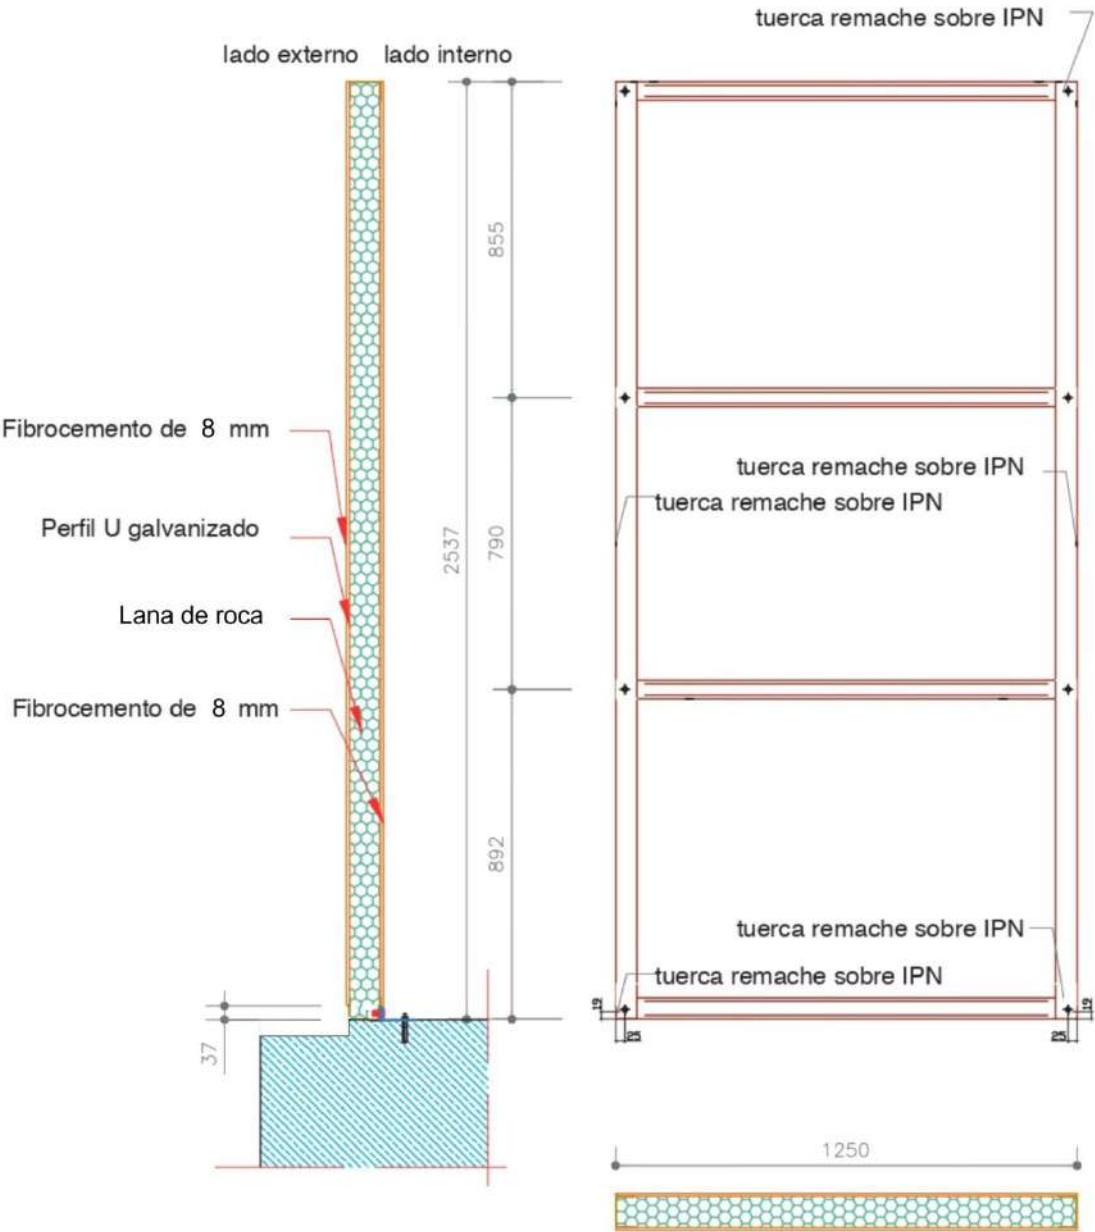 tuerca remache sobre IPN
lado externo lado interno
855
Fibrocemento de 8 mm
tuerca remache sobre IPN
tuerca remache sobre IPN
Perfil U galvanizado
2537
790
Lana de roca
Fibrocemento de 8 mm
892
tuerca remache sobre IPN
tuerca remache sobre IPN
19
19
37
25
25
1250